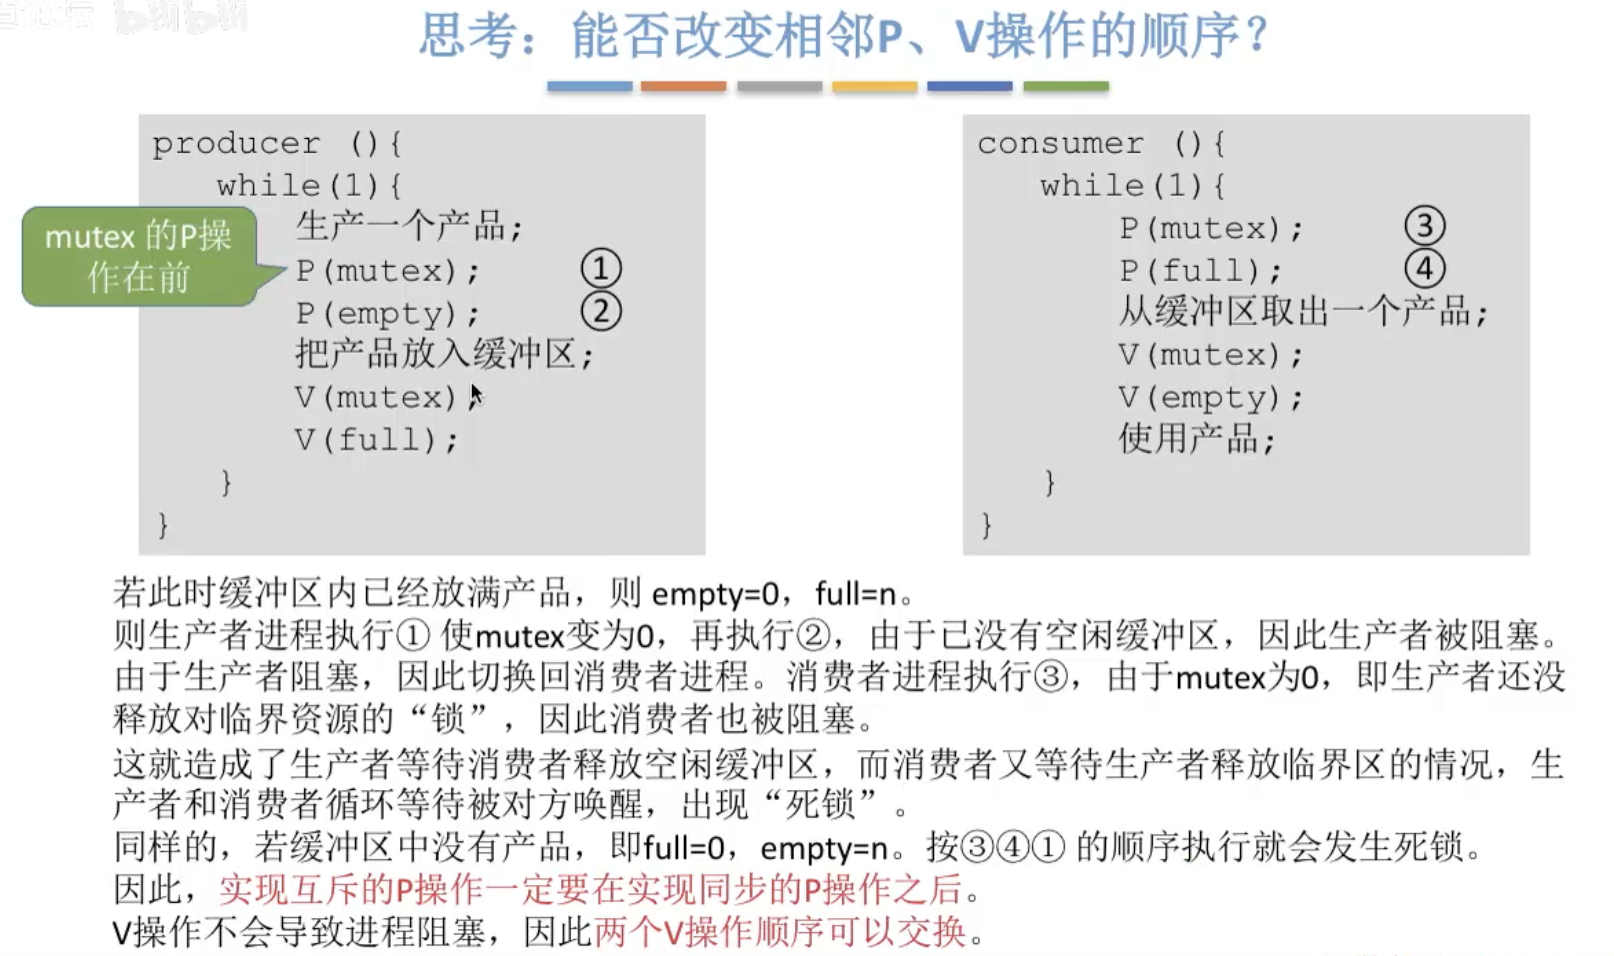 bilibili
思考：能否改变相邻P、V操作的顺序？
producer (){
while(1){
生产一个产品;
P(mutex); ①
P(empty); ②
把产品放入缓冲区;
V(mutex);
V(full);
}
}
mutex 的P操
作在前
consumer (){
while(1){
P(mutex); ③
P(full); ④
从缓冲区取出一个产品;
V(mutex);
V(empty);
使用产品;
}
}
若此时缓冲区内已经放满产品，则 empty=0，full=n。
则生产者进程执行① 使mutex变为0，再执行②，由于已没有空闲缓冲区，因此生产者被阻塞。
由于生产者阻塞，因此切换回消费者进程。消费者进程执行③，由于mutex为0，即生产者还没
释放对临界资源的“锁”，因此消费者也被阻塞。
这就造成了生产者等待消费者释放空闲缓冲区，而消费者又等待生产者释放临界区的情况，生
产者和消费者循环等待被对方唤醒，出现“死锁”。
同样的，若缓冲区中没有产品，即full=0，empty=n。按③④① 的顺序执行就会发生死锁。
因此，实现互斥的P操作一定要在实现同步的P操作之后。
V操作不会导致进程阻塞，因此两个V操作顺序可以交换。